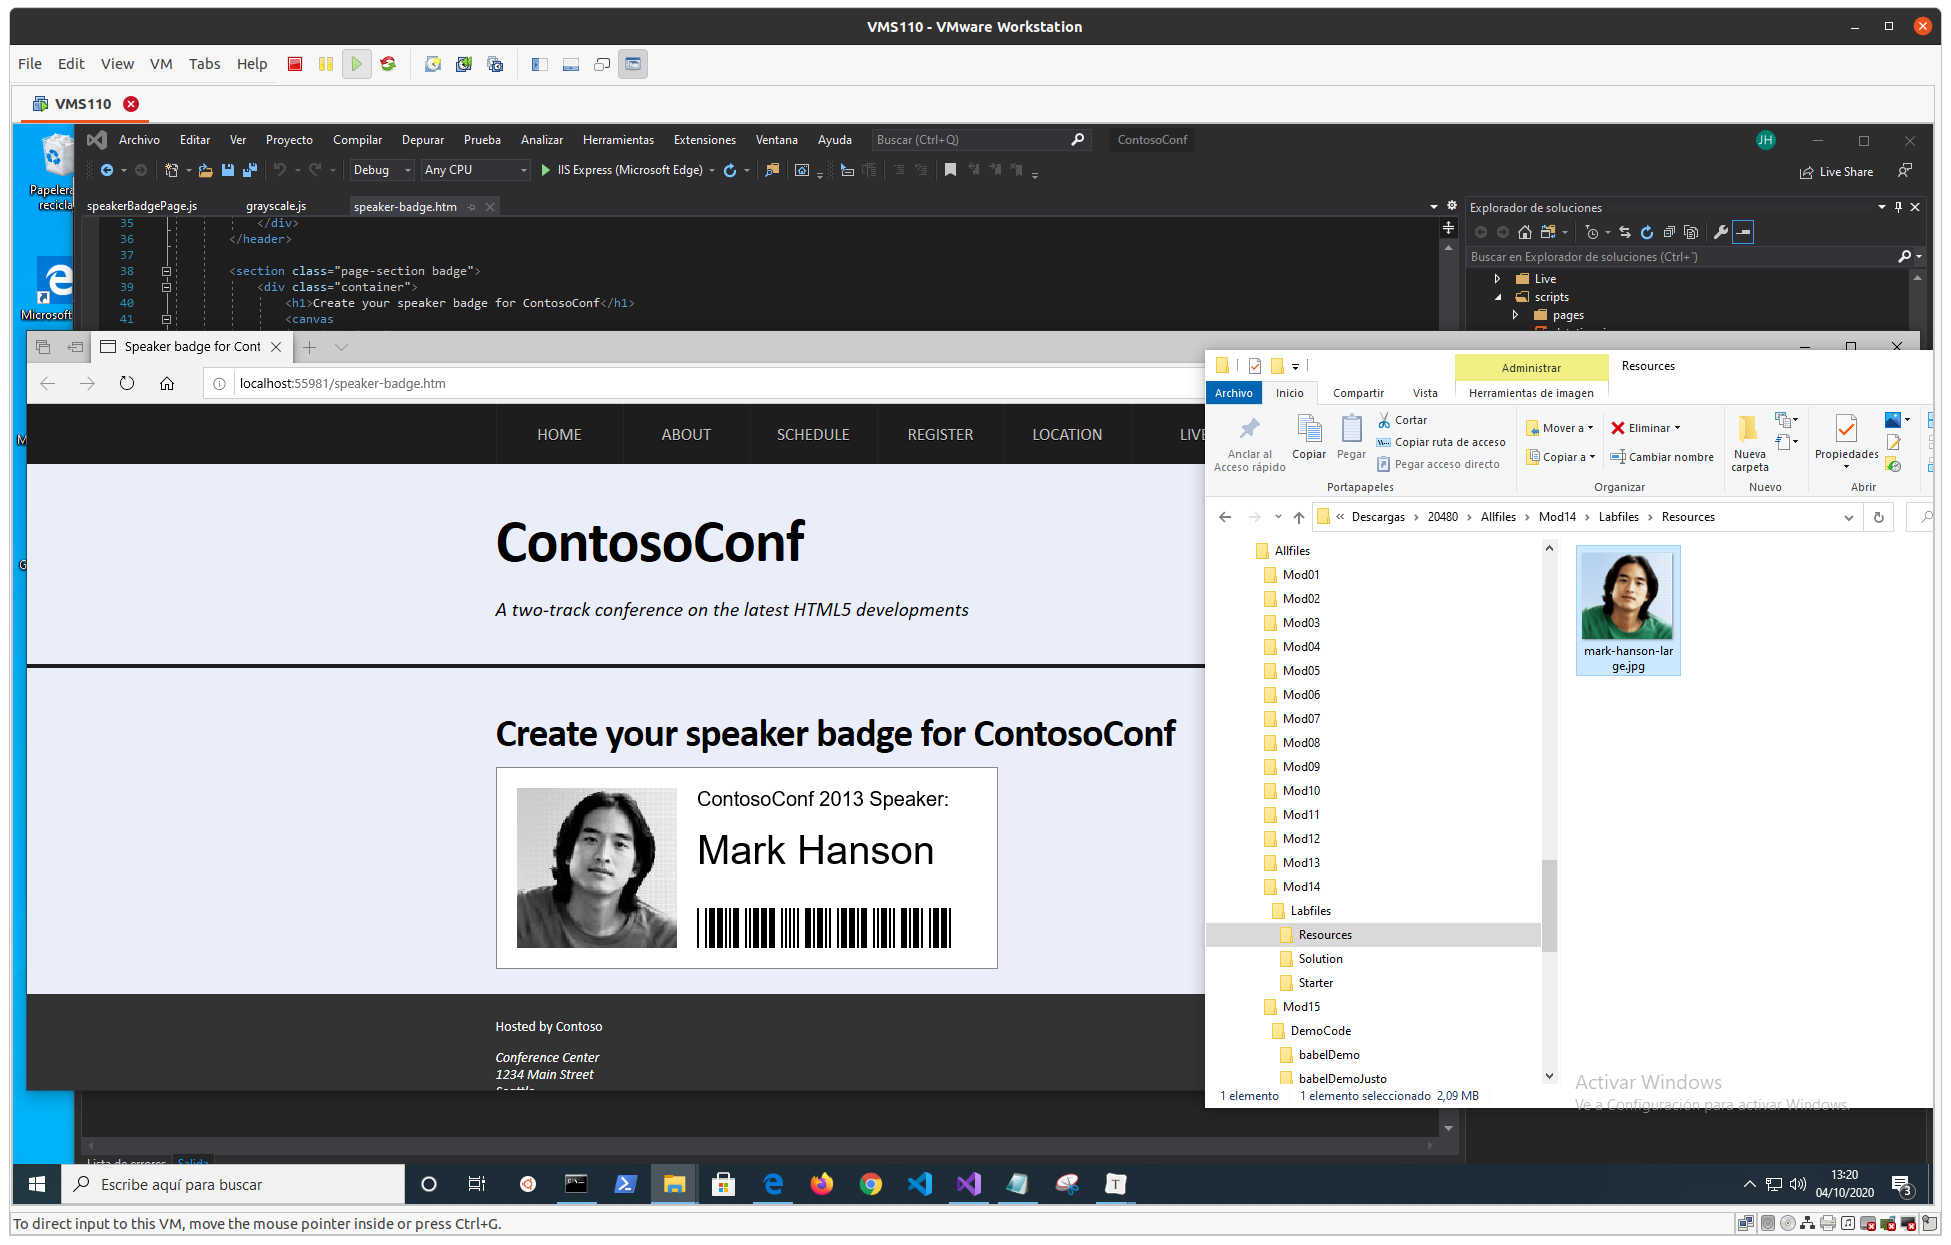 VMS110 - VMware Workstation
File Edit View VM Tabs Help
VMS110
Archivo Editar Ver Proyecto Compilar Depurar Prueba Analizar Herramientas Extensiones Ventana Ayuda Buscar (Ctrl+Q) ContosoConf JH
Debug Any CPU IIS Express (Microsoft Edge) Live Share
Papelera
recicla
Microsoft
speakerBadgePage.js grayscale.js speaker-badge.htm
35 </div>
36 </header>
37
38 <section class="page-section badge">
39 <div class="container">
40 <h1>Create your speaker badge for ContosoConf</h1>
41 <canvas
Explorador de soluciones
Buscar en Explorador de soluciones (Ctrl+`)
Live
scripts
pages
Speaker badge for Cont
localhost:55981/speaker-badge.htm
HOME ABOUT SCHEDULE REGISTER LOCATION LIVE
ContosoConf
A two-track conference on the latest HTML5 developments
Create your speaker badge for ContosoConf
ContosoConf 2013 Speaker:
Mark Hanson
Hosted by Contoso
Conference Center
1234 Main Street
Seattle
Administrar Resources
Archivo Inicio Compartir Vista Herramientas de imagen
Anclar al
Acceso rápido
Copiar
Pegar
Cortar
Copiar ruta de acceso
Pegar acceso directo
Portapapeles
Mover a
Copiar a
Eliminar
Cambiar nombre
Organizar
Nueva
carpeta
Nuevo
Propiedades
Abrir
« Descargas › 20480 › Allfiles › Mod14 › Labfiles › Resources
Allfiles
Mod01
Mod02
Mod03
Mod04
Mod05
Mod06
Mod07
Mod08
Mod09
Mod10
Mod11
Mod12
Mod13
Mod14
Labfiles
Resources
Solution
Starter
Mod15
DemoCode
babelDemo
babelDemoJusto
mark-hanson-lar
ge.jpg
1 elemento 1 elemento seleccionado 2,09 MB
Activar Windows
Ve a Configuración para activar Windows.
Lista de errores Salida
Escribe aquí para buscar
13:20
04/10/2020
3
To direct input to this VM, move the mouse pointer inside or press Ctrl+G.